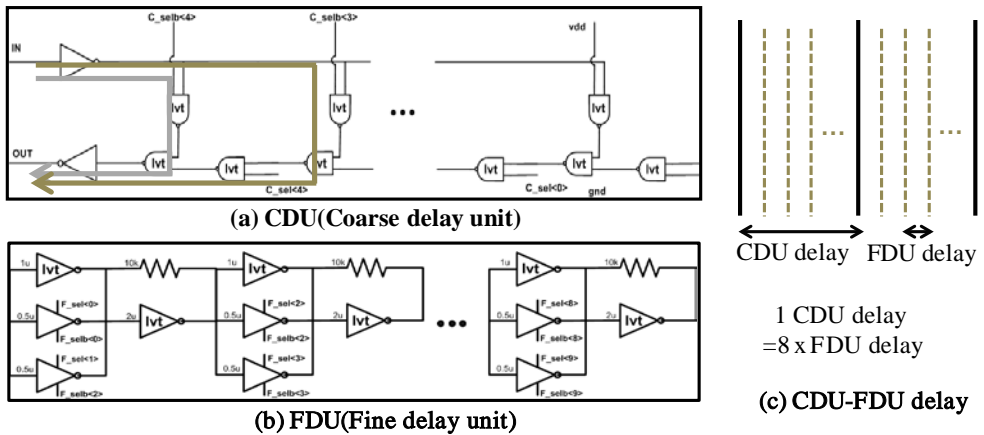 C_selb<4> C_selb<3> vdd
IN
lvt lvt lvt
...
OUT
lvt lvt lvt lvt lvt lvt
C_sel<4> C_sel<0> gnd
(a) CDU(Coarse delay unit)
1u lvt 10k 1u lvt 10k 1u lvt 10k
F_sel<0> F_sel<2> F_sel<8>
0.5u 2u lvt 0.5u 2u lvt 0.5u 2u lvt
...
F_selb<0> F_selb<2> F_selb<8>
F_sel<1> F_sel<3> F_sel<9>
0.5u 0.5u 0.5u
F_selb<2> F_selb<3> F_selb<9>
(b) FDU(Fine delay unit)
... ...
CDU delay FDU delay
1 CDU delay
=8 x FDU delay
(c) CDU-FDU delay